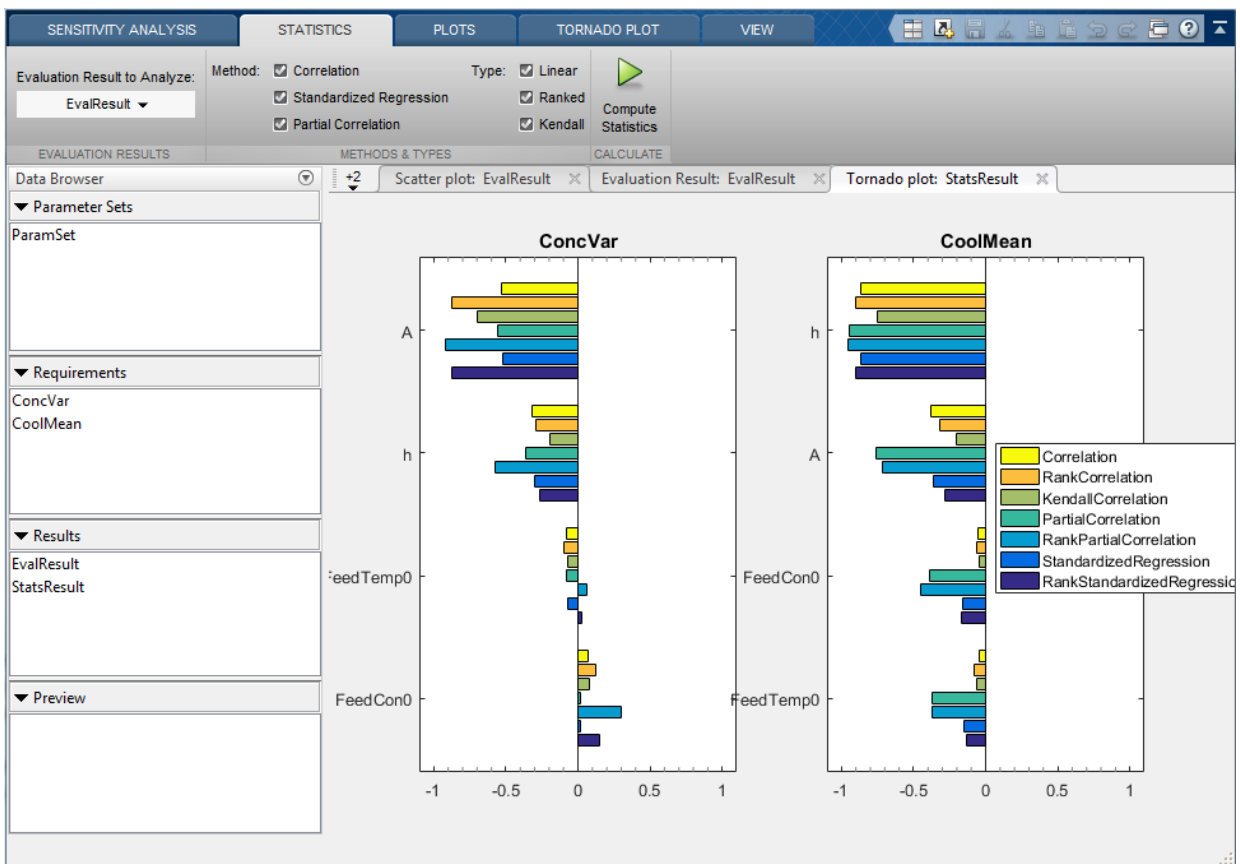 SENSITIVITY ANALYSIS STATISTICS PLOTS TORNADO PLOT VIEW
Evaluation Result to Analyze:
EvalResult
EVALUATION RESULTS
Method: Correlation
Standardized Regression
Partial Correlation
Type: Linear
Ranked
Kendall
METHODS & TYPES
Compute
Statistics
CALCULATE
Data Browser
Parameter Sets
ParamSet
Requirements
ConcVar
CoolMean
Results
EvalResult
StatsResult
Preview
+2 Scatter plot: EvalResult Evaluation Result: EvalResult Tornado plot: StatsResult
ConcVar
A
h
FeedTemp0
FeedCon0
-1 -0.5 0 0.5 1
CoolMean
h
A
FeedCon0
FeedTemp0
-1 -0.5 0 0.5 1
Correlation
RankCorrelation
KendallCorrelation
PartialCorrelation
RankPartialCorrelation
StandardizedRegression
RankStandardizedRegressio